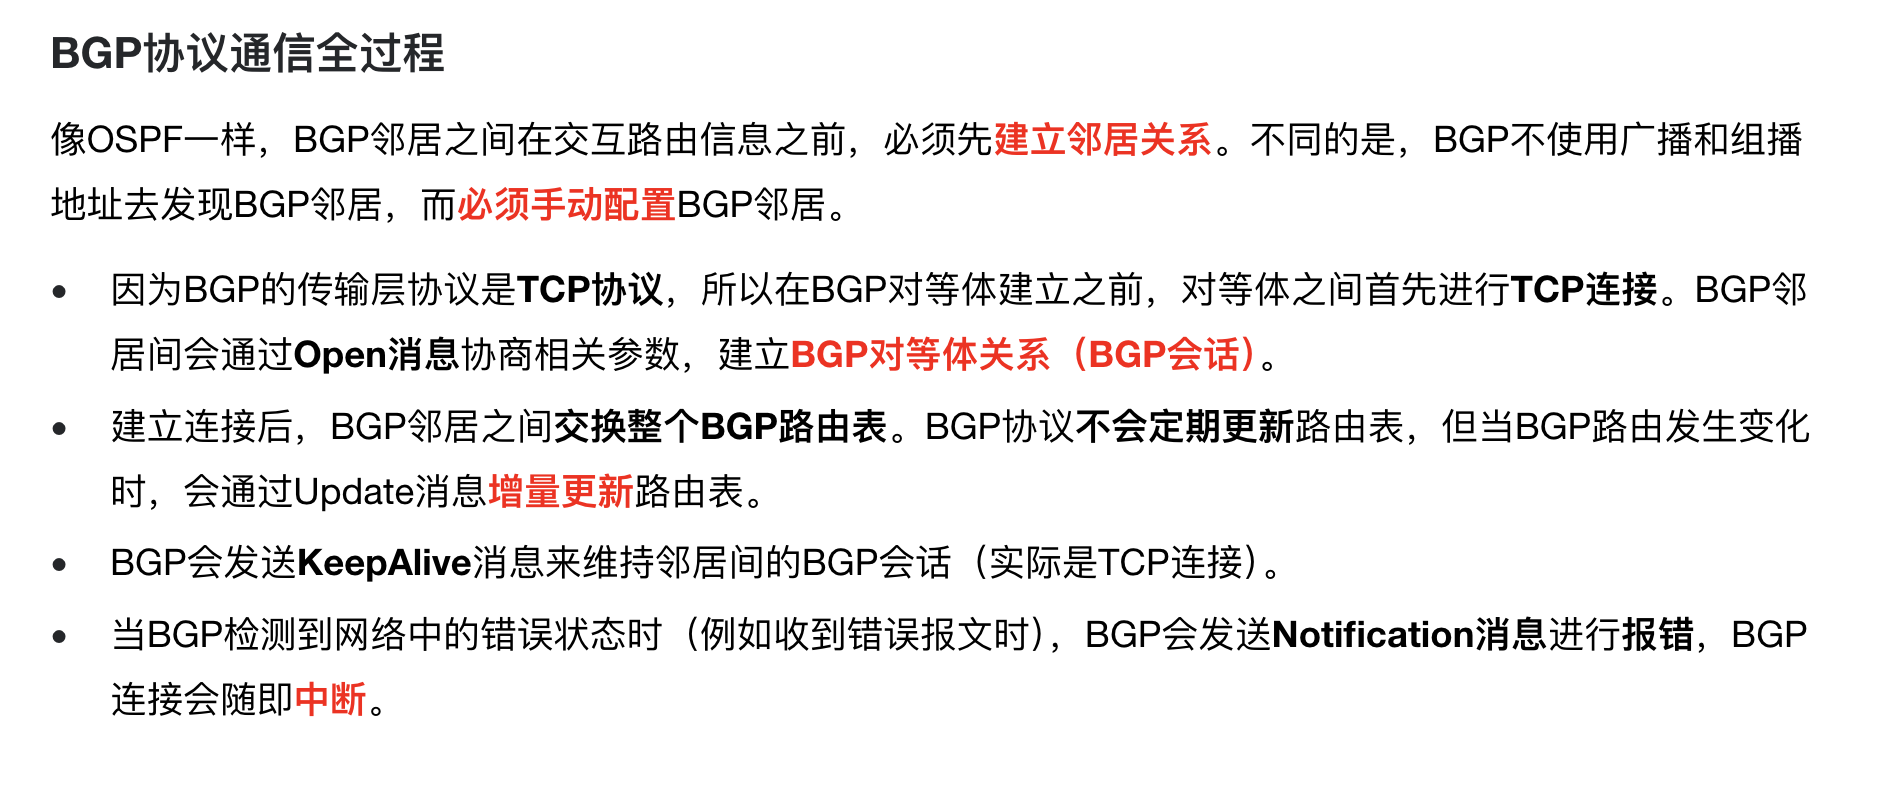 BGP协议通信全过程
像OSPF一样，BGP邻居之间在交互路由信息之前，必须先建立邻居关系。不同的是，BGP不使用广播和组播
地址去发现BGP邻居，而必须手动配置BGP邻居。
• 因为BGP的传输层协议是TCP协议，所以在BGP对等体建立之前，对等体之间首先进行TCP连接。BGP邻
居间会通过Open消息协商相关参数，建立BGP对等体关系（BGP会话）。
• 建立连接后，BGP邻居之间交换整个BGP路由表。BGP协议不会定期更新路由表，但当BGP路由发生变化
时，会通过Update消息增量更新路由表。
• BGP会发送KeepAlive消息来维持邻居间的BGP会话（实际是TCP连接）。
• 当BGP检测到网络中的错误状态时（例如收到错误报文时），BGP会发送Notification消息进行报错，BGP
连接会随即中断。